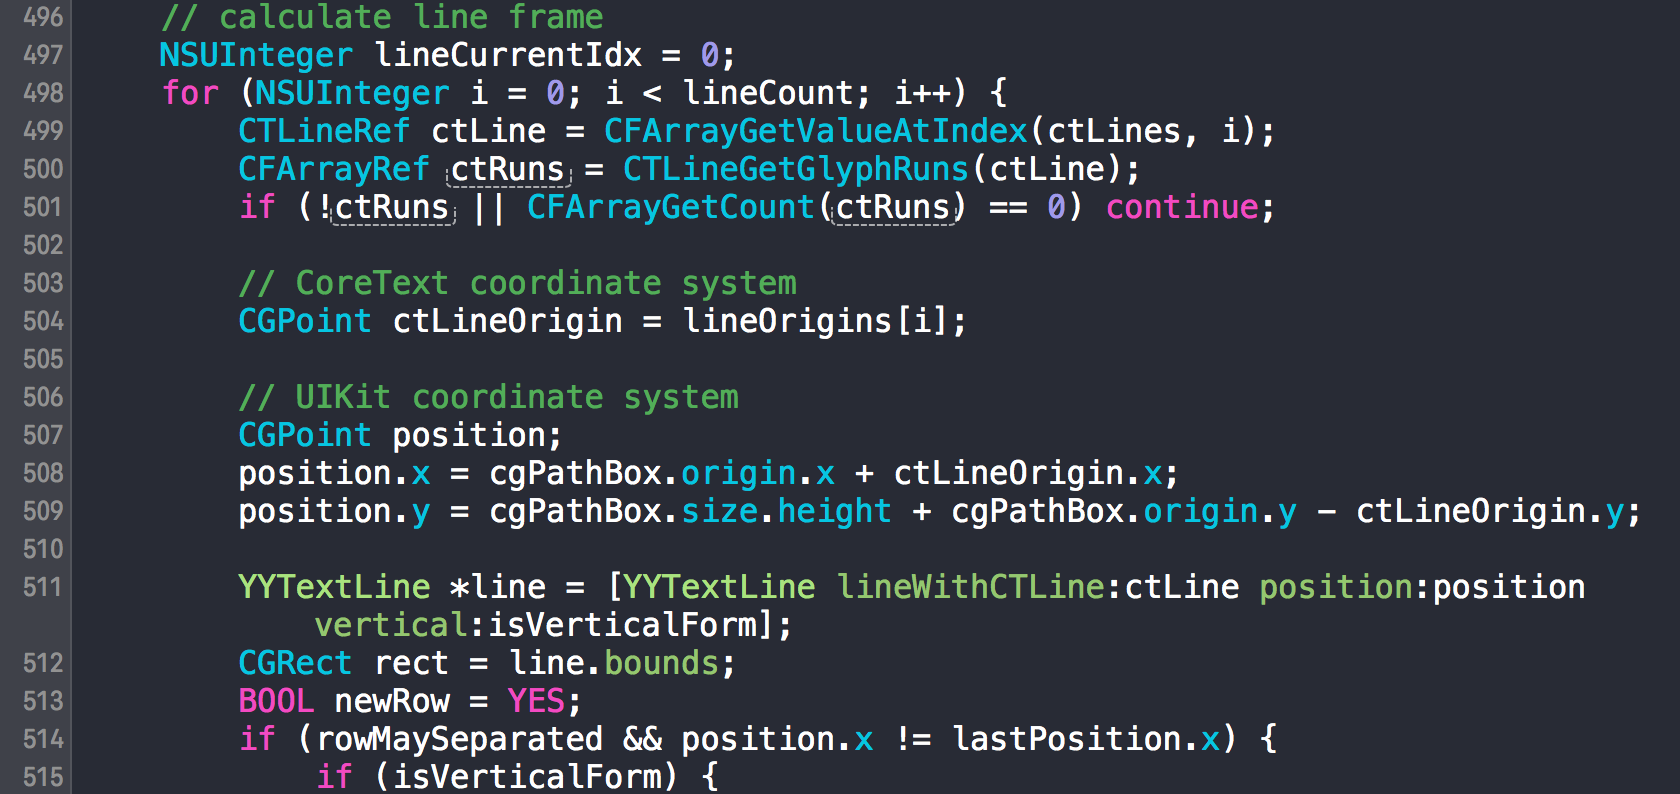 496 // calculate line frame
497 NSUInteger lineCurrentIdx = 0;
498 for (NSUInteger i = 0; i < lineCount; i++) {
499 CTLineRef ctLine = CFArrayGetValueAtIndex(ctLines, i);
500 CFArrayRef ctRuns = CTLineGetGlyphRuns(ctLine);
501 if (!ctRuns || CFArrayGetCount(ctRuns) == 0) continue;
502
503 // CoreText coordinate system
504 CGPoint ctLineOrigin = lineOrigins[i];
505
506 // UIKit coordinate system
507 CGPoint position;
508 position.x = cgPathBox.origin.x + ctLineOrigin.x;
509 position.y = cgPathBox.size.height + cgPathBox.origin.y - ctLineOrigin.y;
510
511 YYTextLine *line = [YYTextLine lineWithCTLine:ctLine position:position
vertical:isVerticalForm];
512 CGRect rect = line.bounds;
513 BOOL newRow = YES;
514 if (rowMaySeparated && position.x != lastPosition.x) {
515 if (isVerticalForm) {